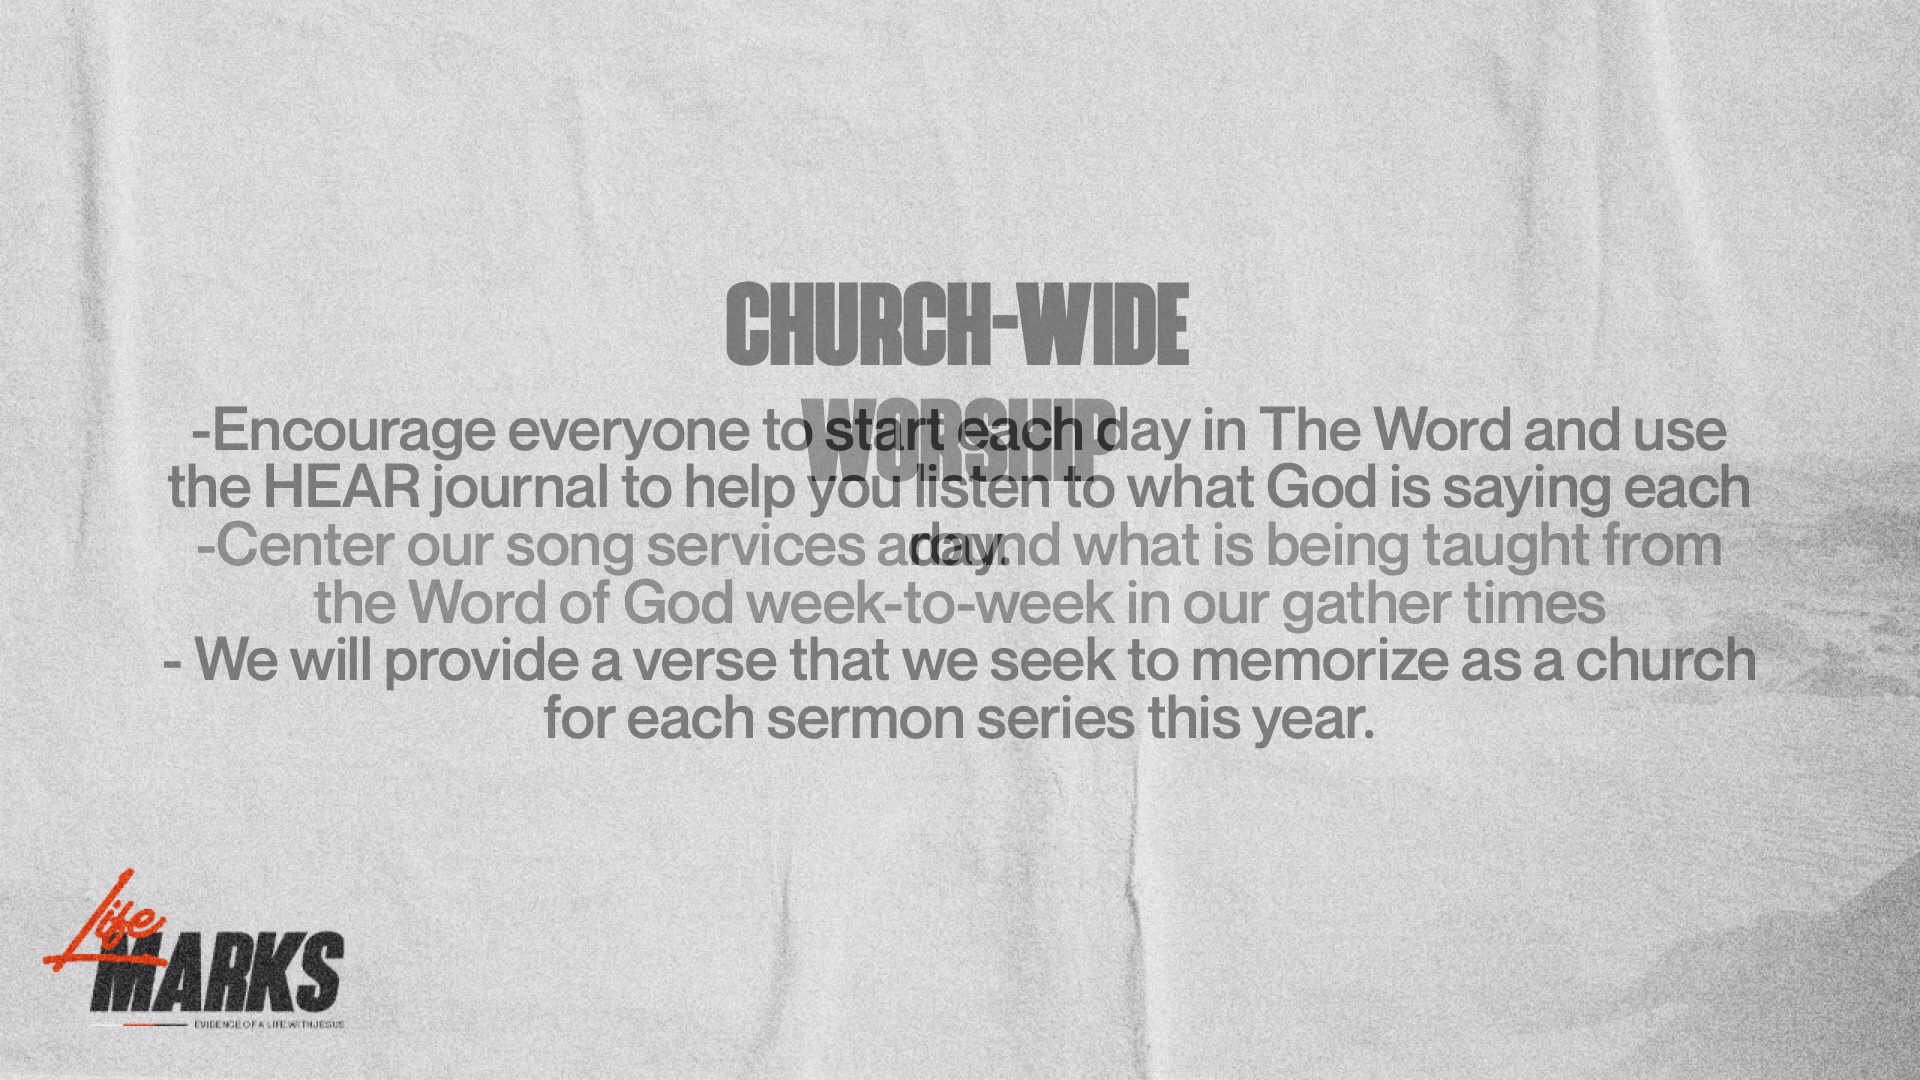 CHURCH-WIDE
WORSHIP
-Encourage everyone to start each day in The Word and use
the HEAR journal to help you listen to what God is saying each
day.
-Center our song services and what is being taught from
the Word of God week-to-week in our gather times
- We will provide a verse that we seek to memorize as a church
for each sermon series this year.
Life
MARKS
EVIDENCE OF A LIFE WITH JESUS